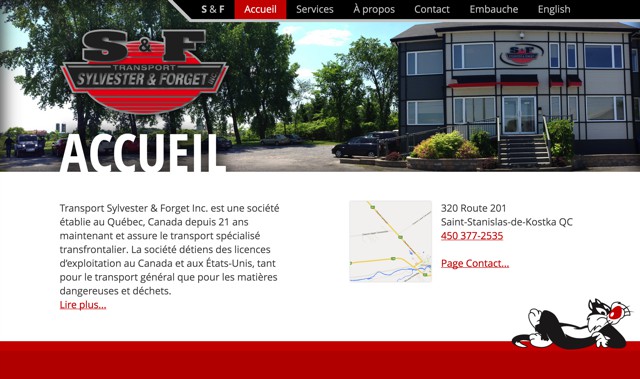 S & F Accueil Services À propos Contact Embauche English
S & F
TRANSPORT
SYLVESTER & FORGET INC.
S & F
ACCUEIL
Transport Sylvester & Forget Inc. est une société
établie au Québec, Canada depuis 21 ans
maintenant et assure le transport spécialisé
transfrontalier. La société détient des licences
d'exploitation au Canada et aux États-Unis, tant
pour le transport général que pour les matières
dangereuses et déchets.
Lire plus...
320 Route 201
Saint-Stanislas-de-Kostka QC
450 377-2535
Page Contact...